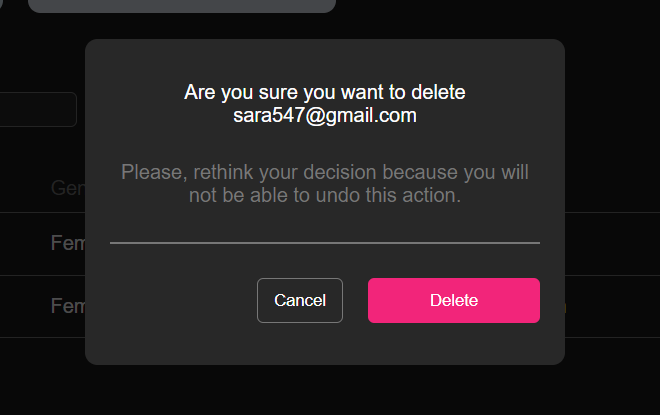 Are you sure you want to delete
sara547@gmail.com
Please, rethink your decision because you will
not be able to undo this action.
Gen
Fem
Fem
Cancel
Delete